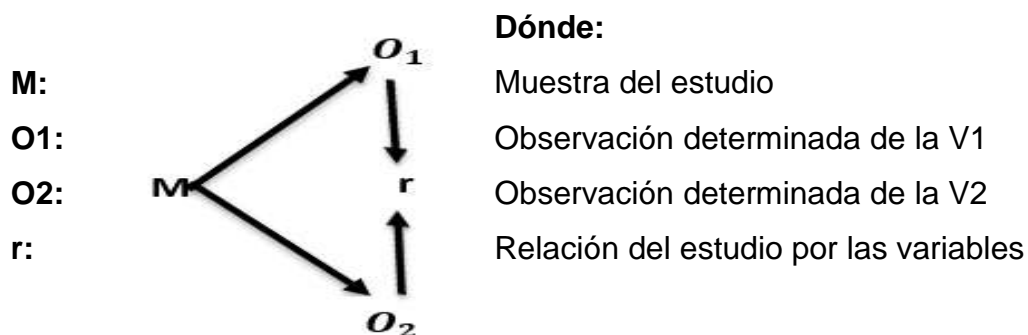 Dónde:
O₁
M: Muestra del estudio
O1: Observación determinada de la V1
O2: M r Observación determinada de la V2
r: Relación del estudio por las variables
O₂